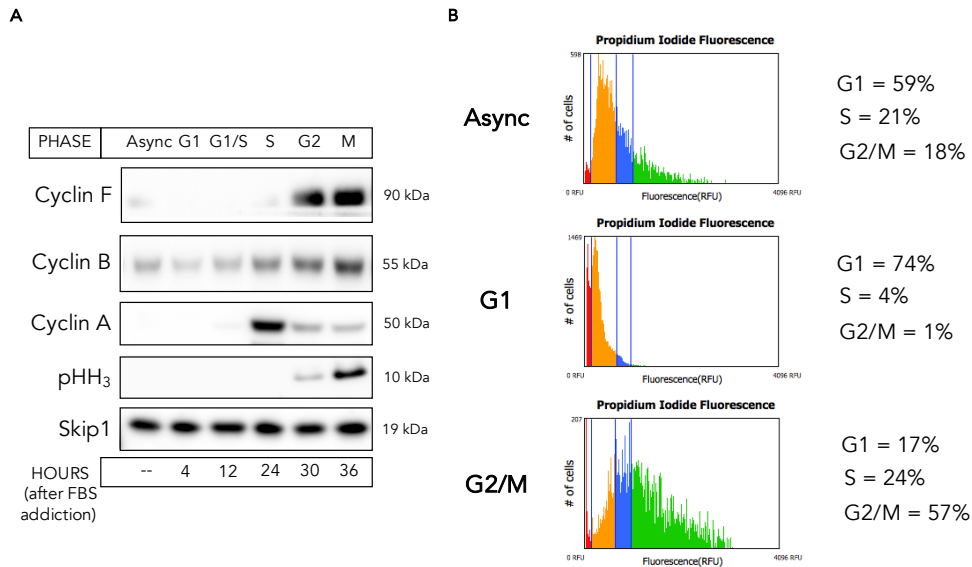 A
PHASE Async G1 G1/S S G2 M
Cyclin F 90 kDa
Cyclin B 55 kDa
Cyclin A 50 kDa
pHH3 10 kDa
Skip1 19 kDa
HOURS -- 4 12 24 30 36
(after FBS
addiction)
B
Async
Propidium Iodide Fluorescence
598
# of cells
0 RFU 4096 RFU
Fluorescence(RFU)
G1 = 59%
S = 21%
G2/M = 18%
G1
Propidium Iodide Fluorescence
1469
# of cells
0 RFU 4096 RFU
Fluorescence(RFU)
G1 = 74%
S = 4%
G2/M = 1%
G2/M
Propidium Iodide Fluorescence
207
# of cells
0 RFU 4096 RFU
Fluorescence(RFU)
G1 = 17%
S = 24%
G2/M = 57%